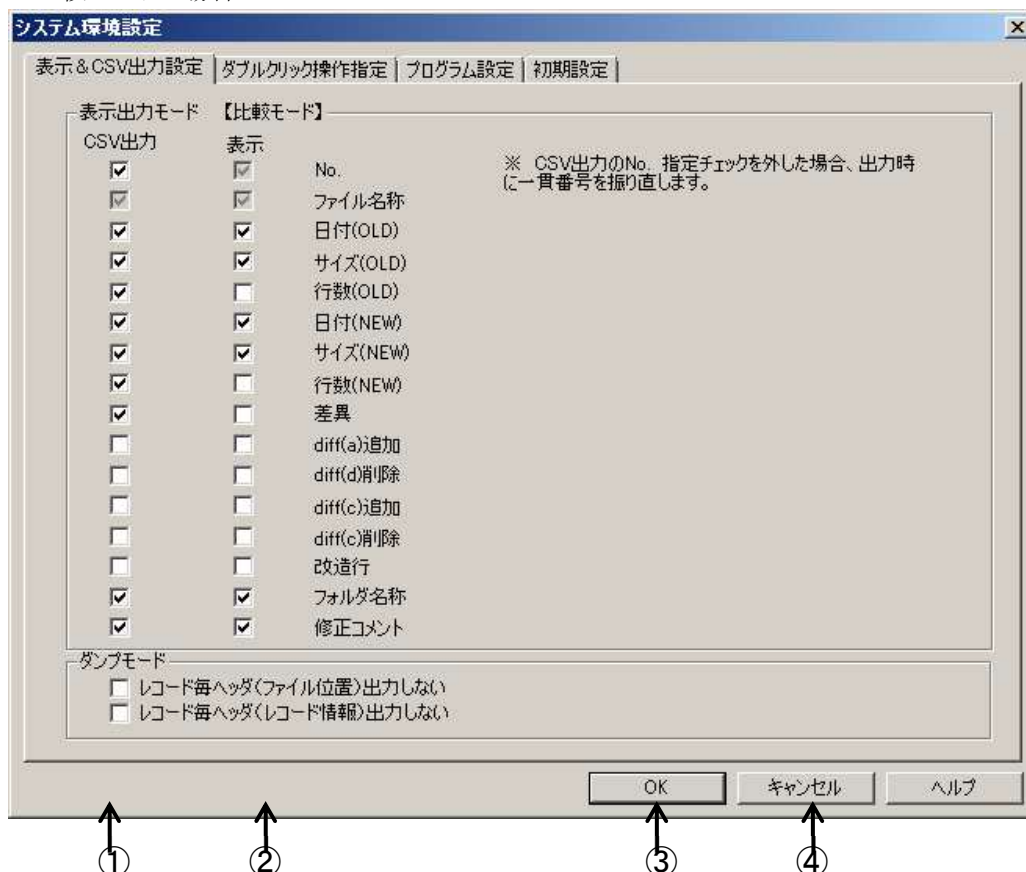 システム環境設定
表示&CSV出力設定 ダブルクリック操作指定 プログラム設定 初期設定
表示出力モード 【比較モード】
CSV出力 表示
No.
※ CSV出力のNo. 指定チェックを外した場合、出力時
に一貫番号を振り直します。
ファイル名称
日付(OLD)
サイズ(OLD)
行数(OLD)
日付(NEW)
サイズ(NEW)
行数(NEW)
差異
diff(a)追加
diff(d)削除
diff(c)追加
diff(c)削除
改造行
フォルダ名称
修正コメント
ダンプモード
レコード毎ヘッダ(ファイル位置)出力しない
レコード毎ヘッダ(レコード情報)出力しない
OK キャンセル ヘルプ
① ② ③ ④